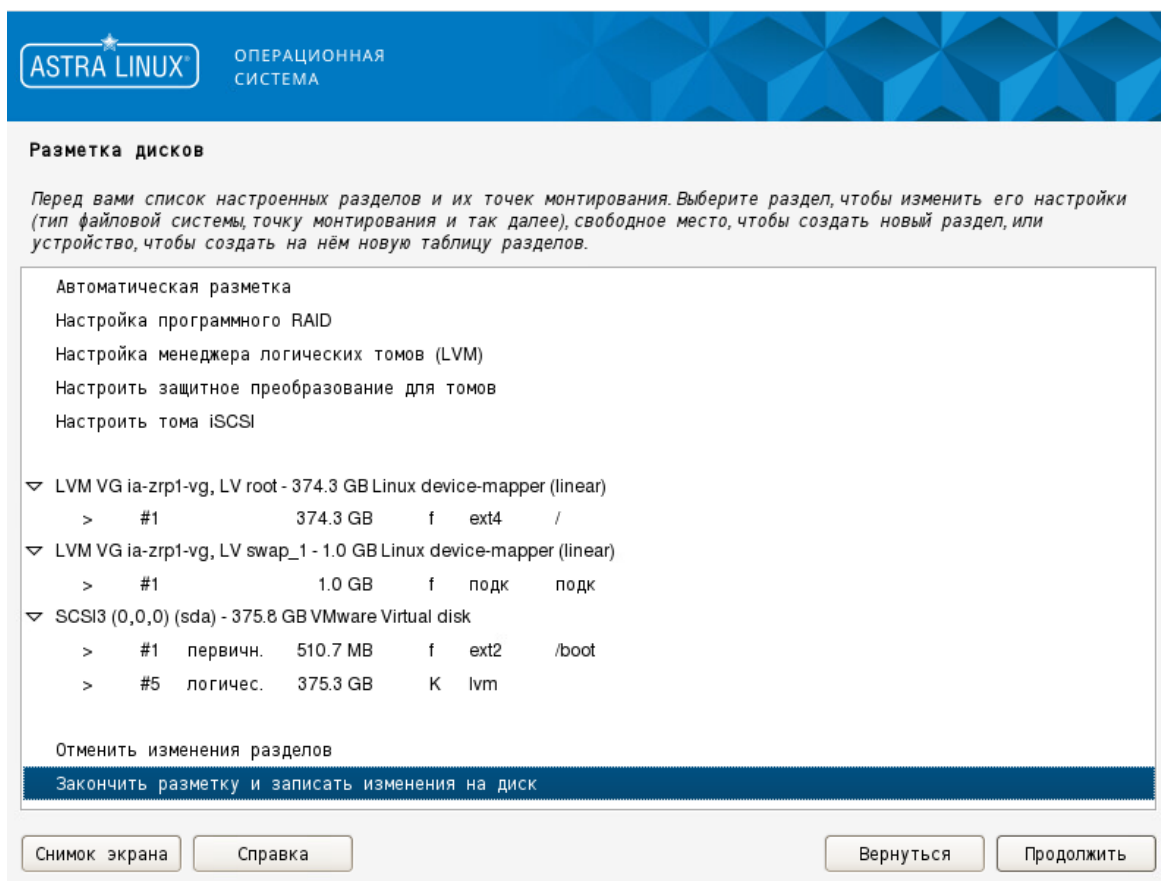 ASTRA LINUX®
ОПЕРАЦИОННАЯ
СИСТЕМА
Разметка дисков
Перед вами список настроенных разделов и их точек монтирования. Выберите раздел, чтобы изменить его настройки
(тип файловой системы, точку монтирования и так далее), свободное место, чтобы создать новый раздел, или
устройство, чтобы создать на нём новую таблицу разделов.
Автоматическая разметка
Настройка программного RAID
Настройка менеджера логических томов (LVM)
Настроить защитное преобразование для томов
Настроить тома iSCSI
LVM VG ia-zrp1-vg, LV root - 374.3 GB Linux device-mapper (linear)
> #1 374.3 GB f ext4 /
LVM VG ia-zrp1-vg, LV swap_1 - 1.0 GB Linux device-mapper (linear)
> #1 1.0 GB f подк подк
SCSI3 (0,0,0) (sda) - 375.8 GB VMware Virtual disk
> #1 первичн. 510.7 MB f ext2 /boot
> #5 логичес. 375.3 GB K lvm
Отменить изменения разделов
Закончить разметку и записать изменения на диск
Снимок экрана Справка Вернуться Продолжить